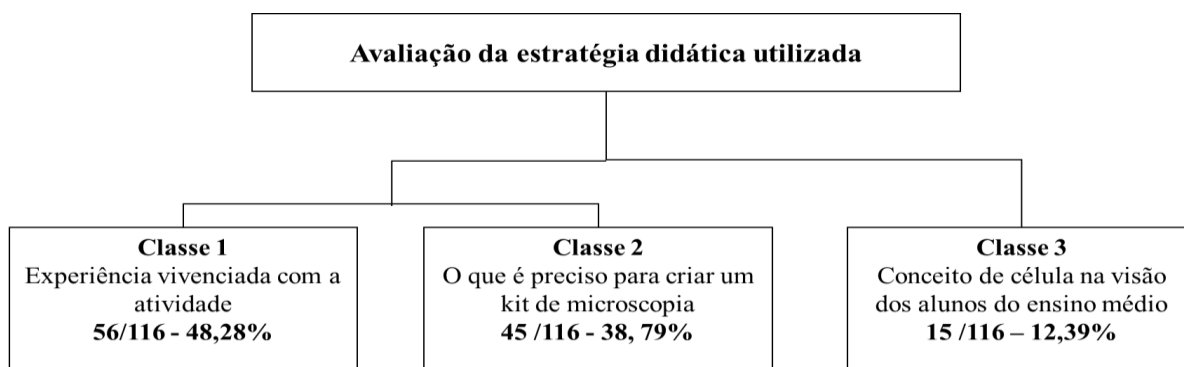 Avaliação da estratégia didática utilizada
Classe 1
Experiência vivenciada com a
atividade
56/116 - 48,28%
Classe 2
O que é preciso para criar um
kit de microscopia
45 /116 - 38, 79%
Classe 3
Conceito de célula na visão
dos alunos do ensino médio
15 /116 – 12,39%